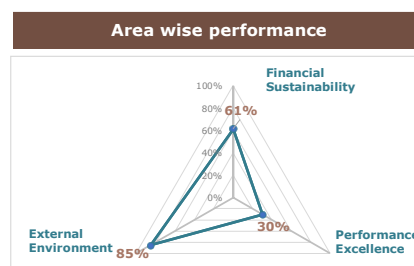 Area wise performance
Financial
Sustainability
100%
80%
61%
60%
40%
20%
0%
30%
Performance
Excellence
External
Environment
85%